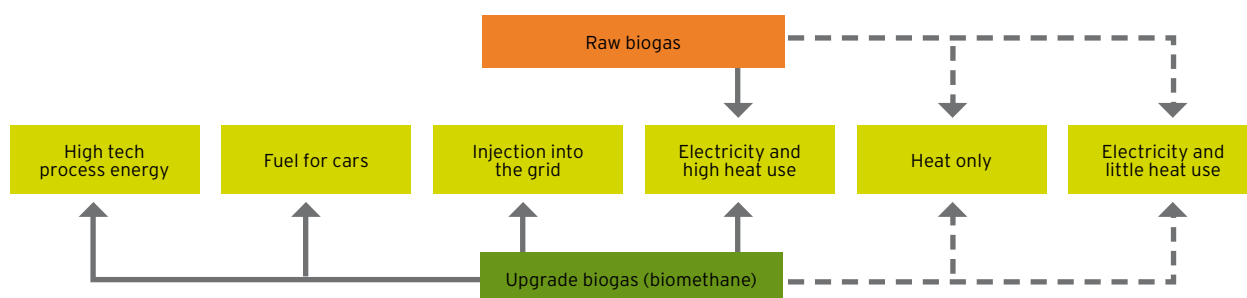 Raw biogas
High tech
process energy
Fuel for cars
Injection into
the grid
Electricity and
high heat use
Heat only
Electricity and
little heat use
Upgrade biogas (biomethane)